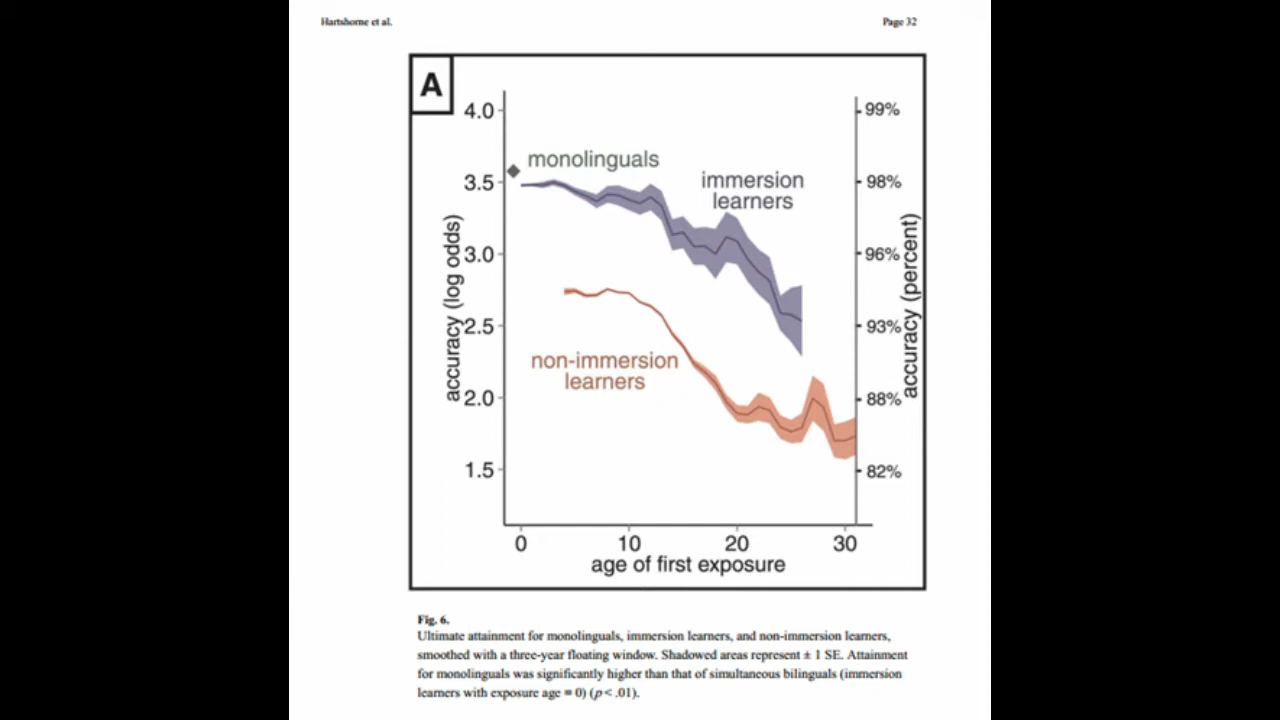 Hartshorne et al.
Page 32
A
4.0
99%
monolinguals
immersion
learners
3.5
98%
accuracy (log odds)
3.0
96%
accuracy (percent)
2.5
93%
non-immersion
learners
2.0
88%
1.5
82%
0
10
20
30
age of first exposure
Fig. 6.
Ultimate attainment for monolinguals, immersion learners, and non-immersion learners,
smoothed with a three-year floating window. Shadowed areas represent ± 1 SE. Attainment
for monolinguals was significantly higher than that of simultaneous bilinguals (immersion
learners with exposure age = 0) (p < .01).